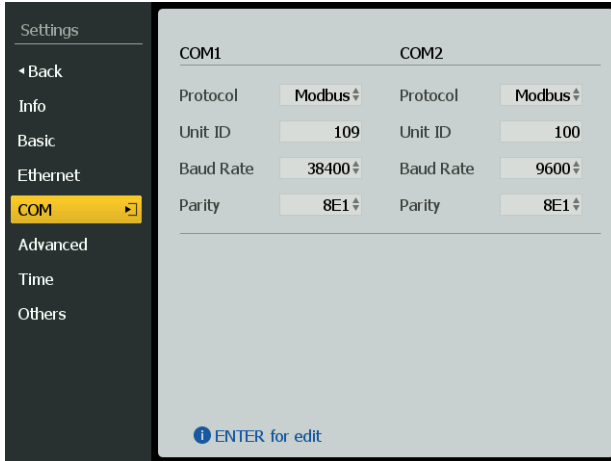 Settings
Back
Info
Basic
Ethernet
COM
Advanced
Time
Others
COM1 COM2
Protocol Modbus Protocol Modbus
Unit ID 109 Unit ID 100
Baud Rate 38400 Baud Rate 9600
Parity 8E1 Parity 8E1
ENTER for edit